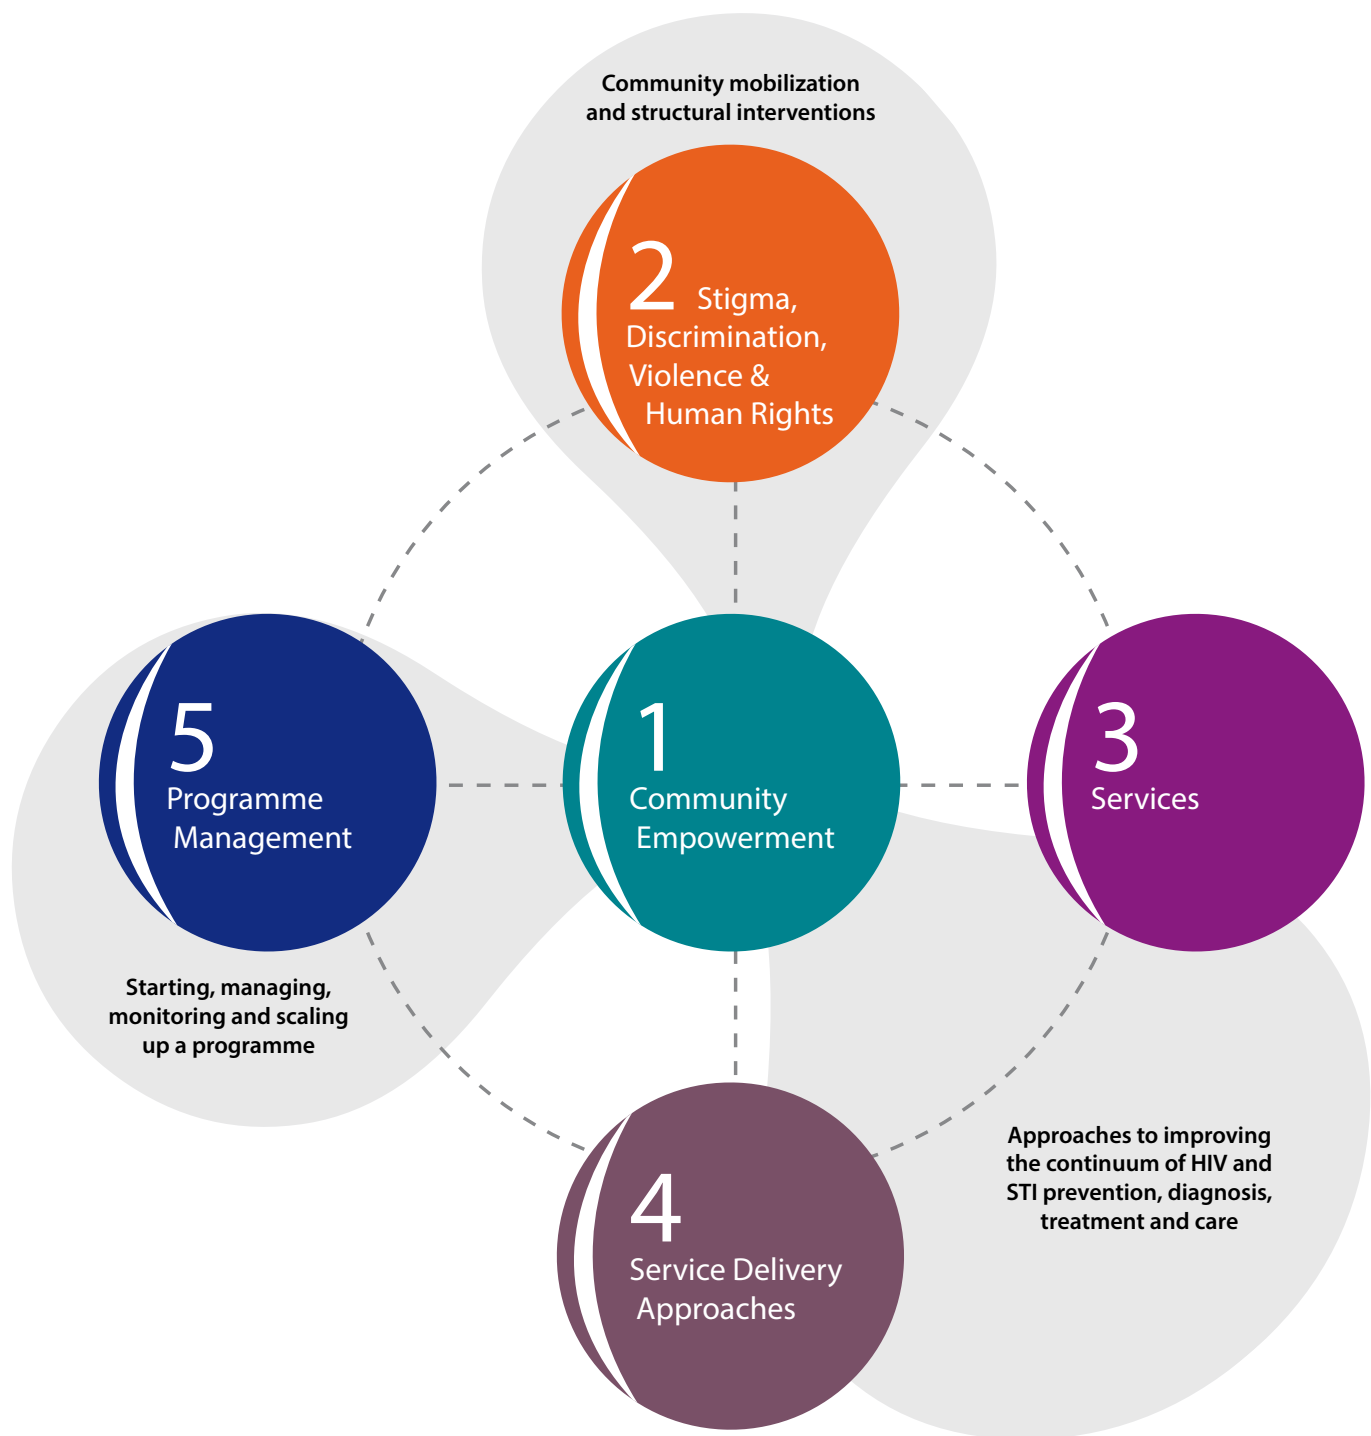 Community mobilization
and structural interventions
2 Stigma,
Discrimination,
Violence &
Human Rights
5
Programme
Management
1
Community
Empowerment
3
Services
Starting, managing,
monitoring and scaling
up a programme
4
Service Delivery
Approaches
Approaches to improving
the continuum of HIV and
STI prevention, diagnosis,
treatment and care